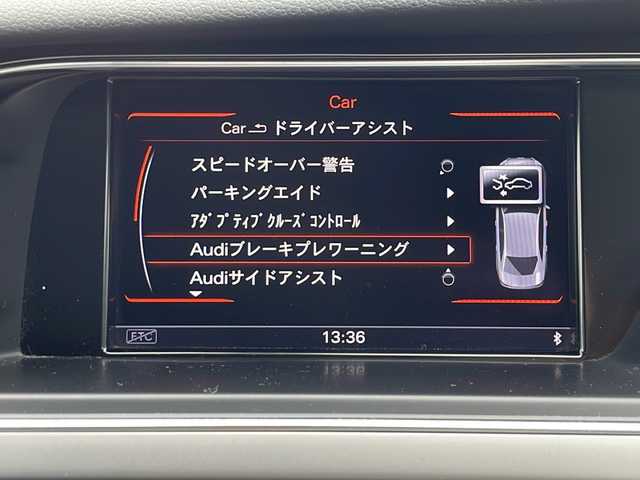 Car
Car ドライバーアシスト
スピードオーバー警告
パーキングエイド
ｱﾀﾞﾌﾟﾃｨﾌﾞｸﾙｰｽﾞｺﾝﾄﾛｰﾙ
Audiブレーキプレワーニング
Audiサイドアシスト
ETC 13:36